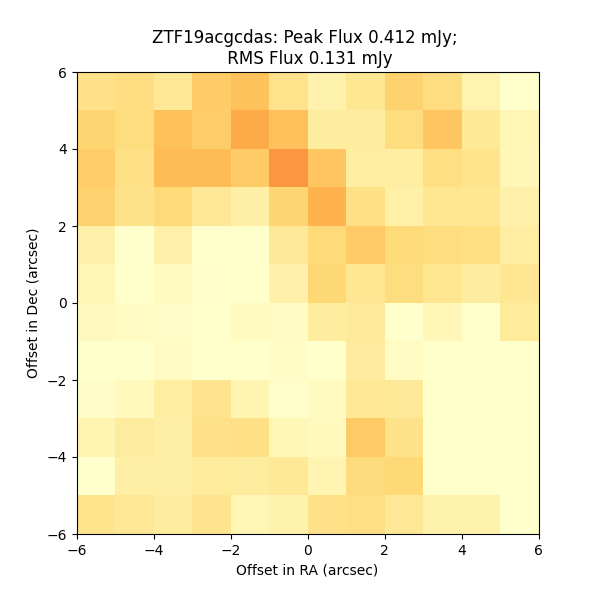 ZTF19acgcdas: Peak Flux 0.412 mJy;
RMS Flux 0.131 mJy
6
4
2
0
−2
−4
−6
Offset in Dec (arcsec)
−6 −4 −2 0 2 4 6
Offset in RA (arcsec)